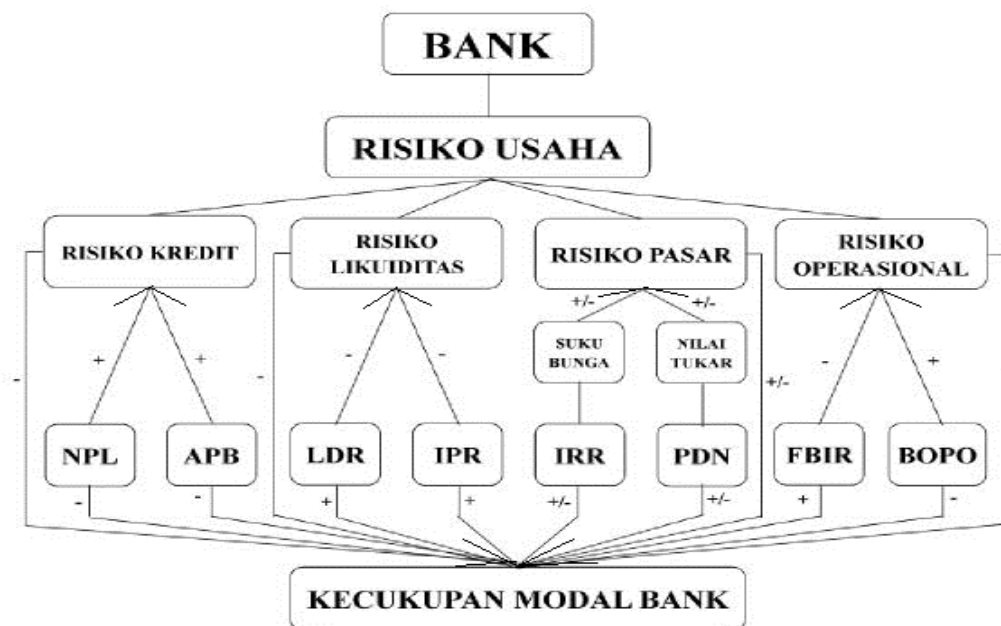 BANK
RISIKO USAHA
RISIKO KREDIT
RISIKO
LIKUIDITAS
RISIKO PASAR
RISIKO
OPERASIONAL
+/- +/-
SUKU
BUNGA
NILAI
TUKAR
+ + - - - +
- - +/-
NPL APB LDR IPR IRR PDN FBIR BOPO
- - + + +/- +/- + -
KECUKUPAN MODAL BANK